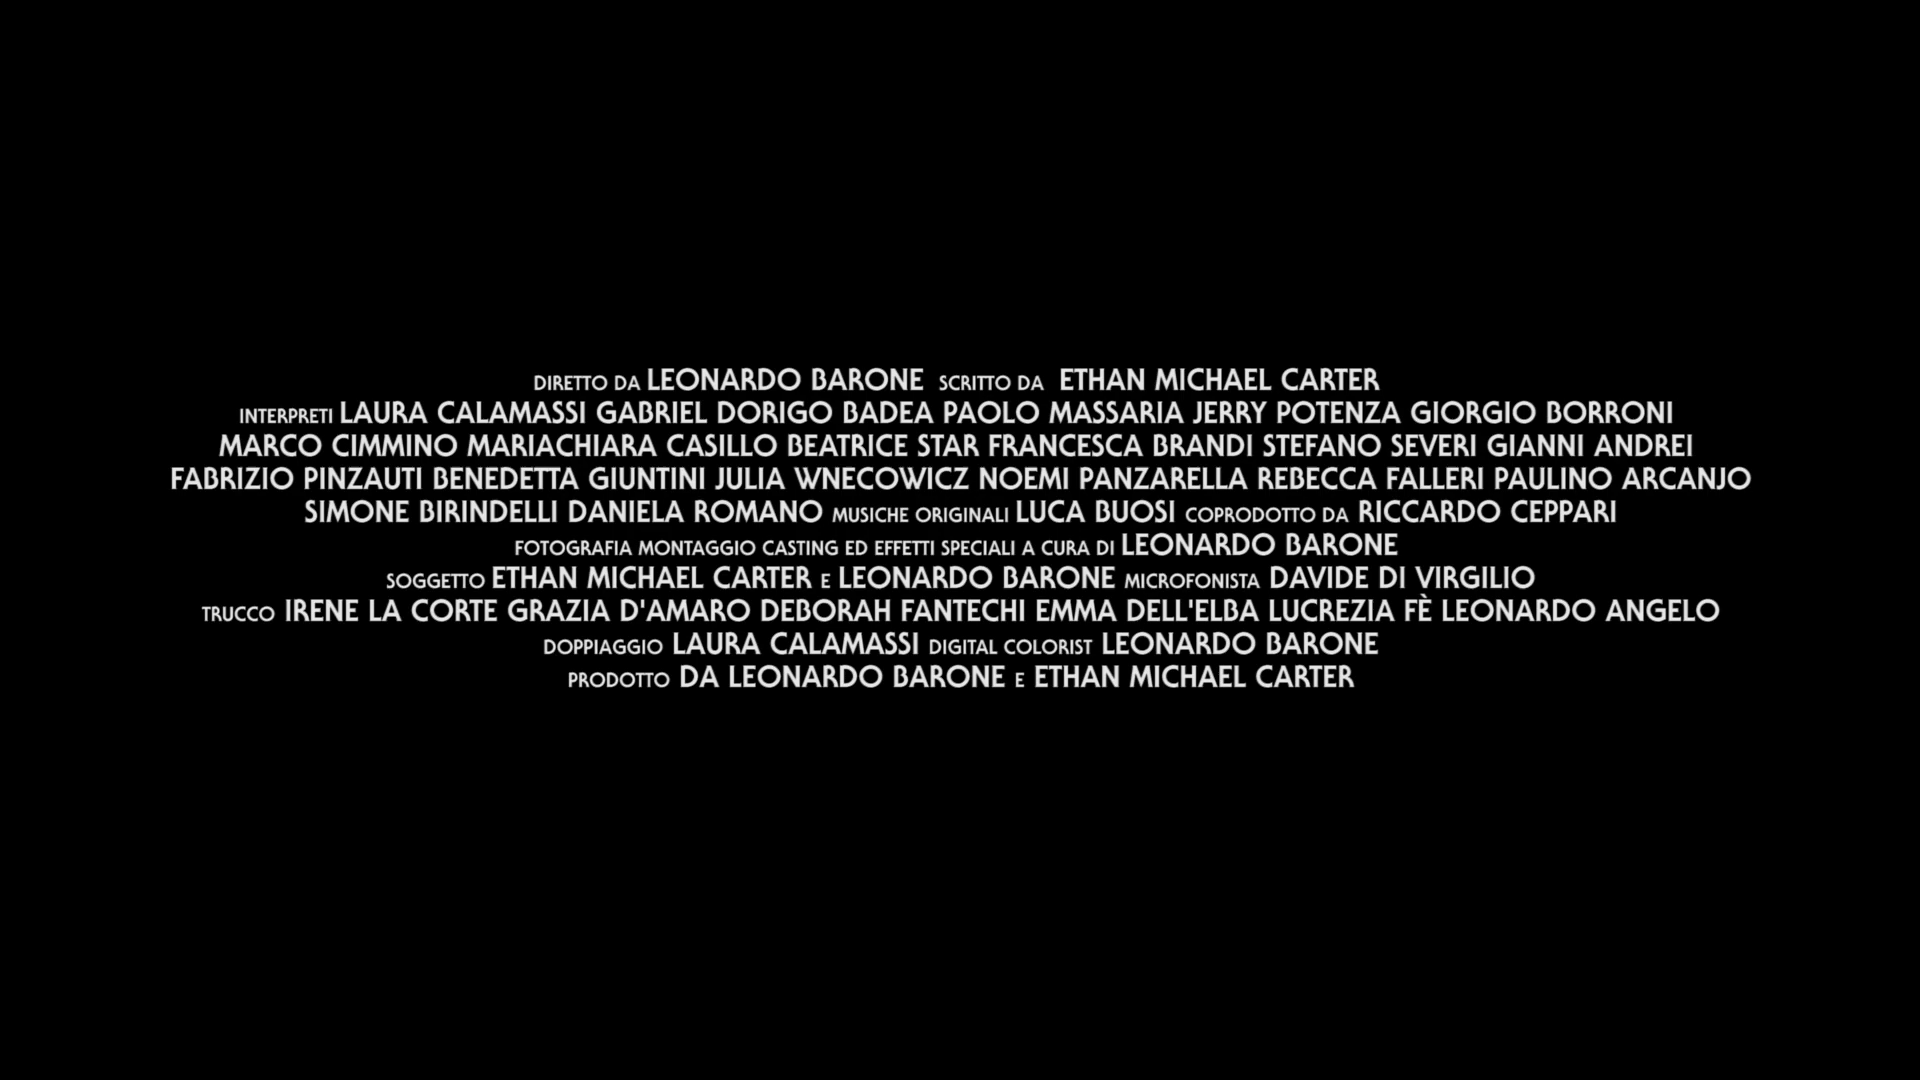 DIRETTO DA LEONARDO BARONE SCRITTO DA ETHAN MICHAEL CARTER
INTERPRETI LAURA CALAMASSI GABRIEL DORIGO BADEA PAOLO MASSARIA JERRY POTENZA GIORGIO BORRONI
MARCO CIMMINO MARIACHIARA CASILLO BEATRICE STAR FRANCESCA BRANDI STEFANO SEVERI GIANNI ANDREI
FABRIZIO PINZAUTI BENEDETTA GIUNTINI JULIA WNECOWICZ NOEMI PANZARELLA REBECCA FALLERI PAULINO ARCANJO
SIMONE BIRINDELLI DANIELA ROMANO MUSICHE ORIGINALI LUCA BUOSI COPRODOTTO DA RICCARDO CEPPARI
FOTOGRAFIA MONTAGGIO CASTING ED EFFETTI SPECIALI A CURA DI LEONARDO BARONE
SOGGETTO ETHAN MICHAEL CARTER E LEONARDO BARONE MICROFONISTA DAVIDE DI VIRGILIO
TRUCCO IRENE LA CORTE GRAZIA D'AMARO DEBORAH FANTECHI EMMA DELL'ELBA LUCREZIA FÈ LEONARDO ANGELO
DOPPIAGGIO LAURA CALAMASSI DIGITAL COLORIST LEONARDO BARONE
PRODOTTO DA LEONARDO BARONE E ETHAN MICHAEL CARTER